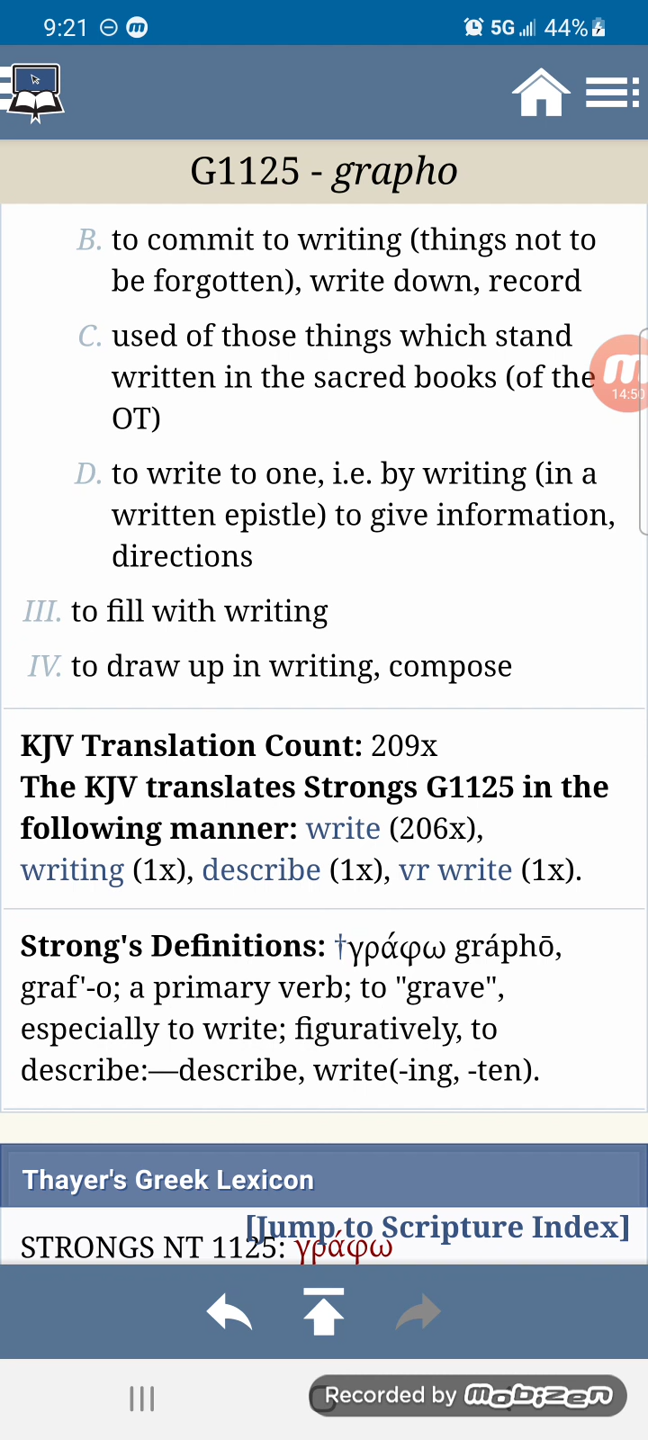 9:21
5G 44%
G1125 - grapho
B. to commit to writing (things not to
be forgotten), write down, record
C. used of those things which stand
written in the sacred books (of the
OT)
14:50
D. to write to one, i.e. by writing (in a
written epistle) to give information,
directions
III. to fill with writing
IV. to draw up in writing, compose
KJV Translation Count: 209x
The KJV translates Strongs G1125 in the
following manner: write (206x),
writing (1x), describe (1x), vr write (1x).
Strong's Definitions: †γράφω gráphō,
graf'-o; a primary verb; to "grave",
especially to write; figuratively, to
describe:—describe, write(-ing, -ten).
Thayer's Greek Lexicon
[Jump to Scripture Index]
STRONGS NT 1125: γράφω
Recorded by mobizen